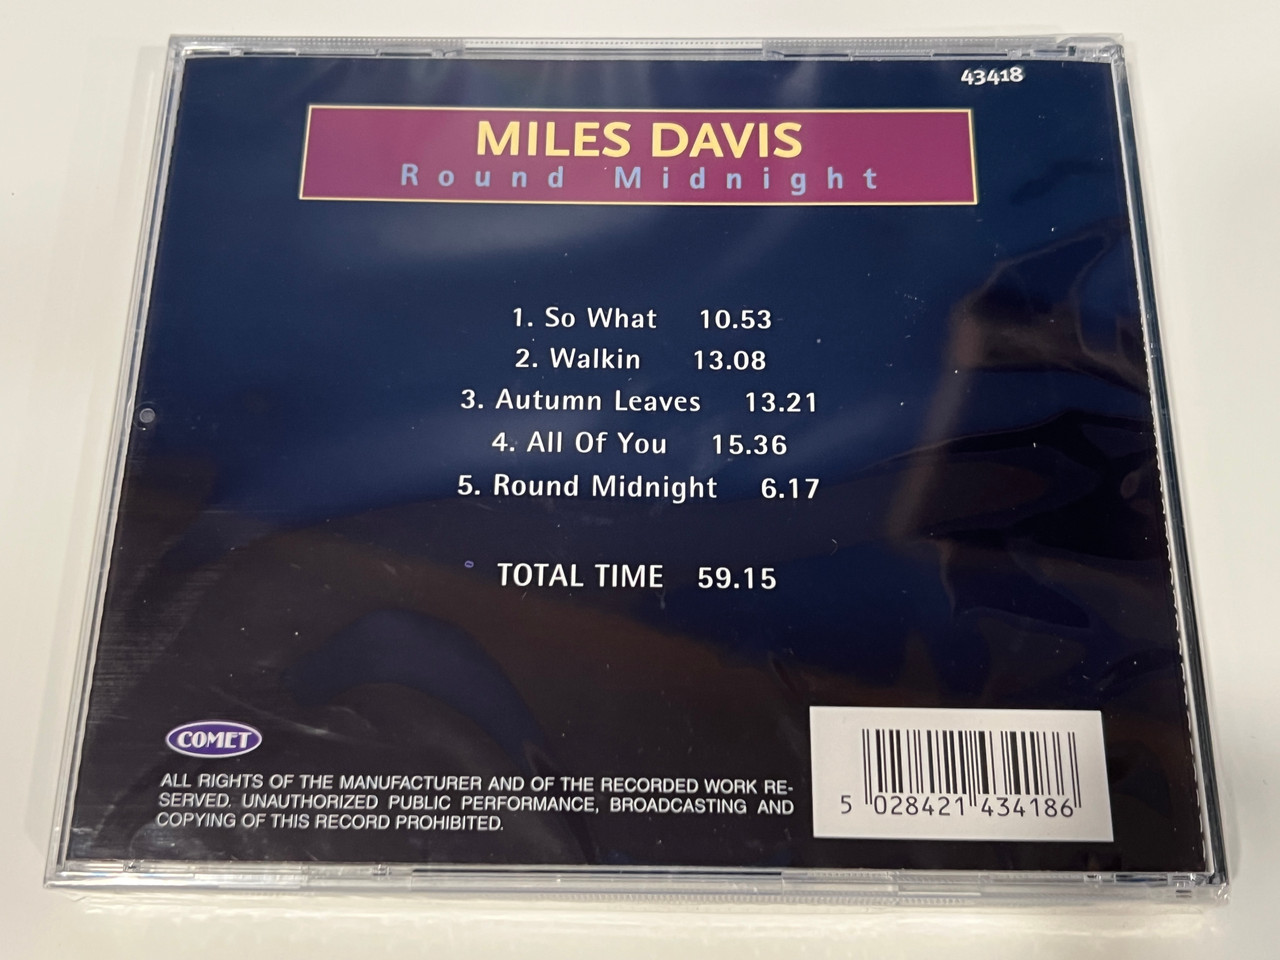 43418
MILES DAVIS
Round Midnight
1. So What 10.53
2. Walkin 13.08
3. Autumn Leaves 13.21
4. All Of You 15.36
5. Round Midnight 6.17
TOTAL TIME 59.15
COMET
ALL RIGHTS OF THE MANUFACTURER AND OF THE RECORDED WORK RE-
SERVED. UNAUTHORIZED PUBLIC PERFORMANCE, BROADCASTING AND
COPYING OF THIS RECORD PROHIBITED.
5 028421 434186